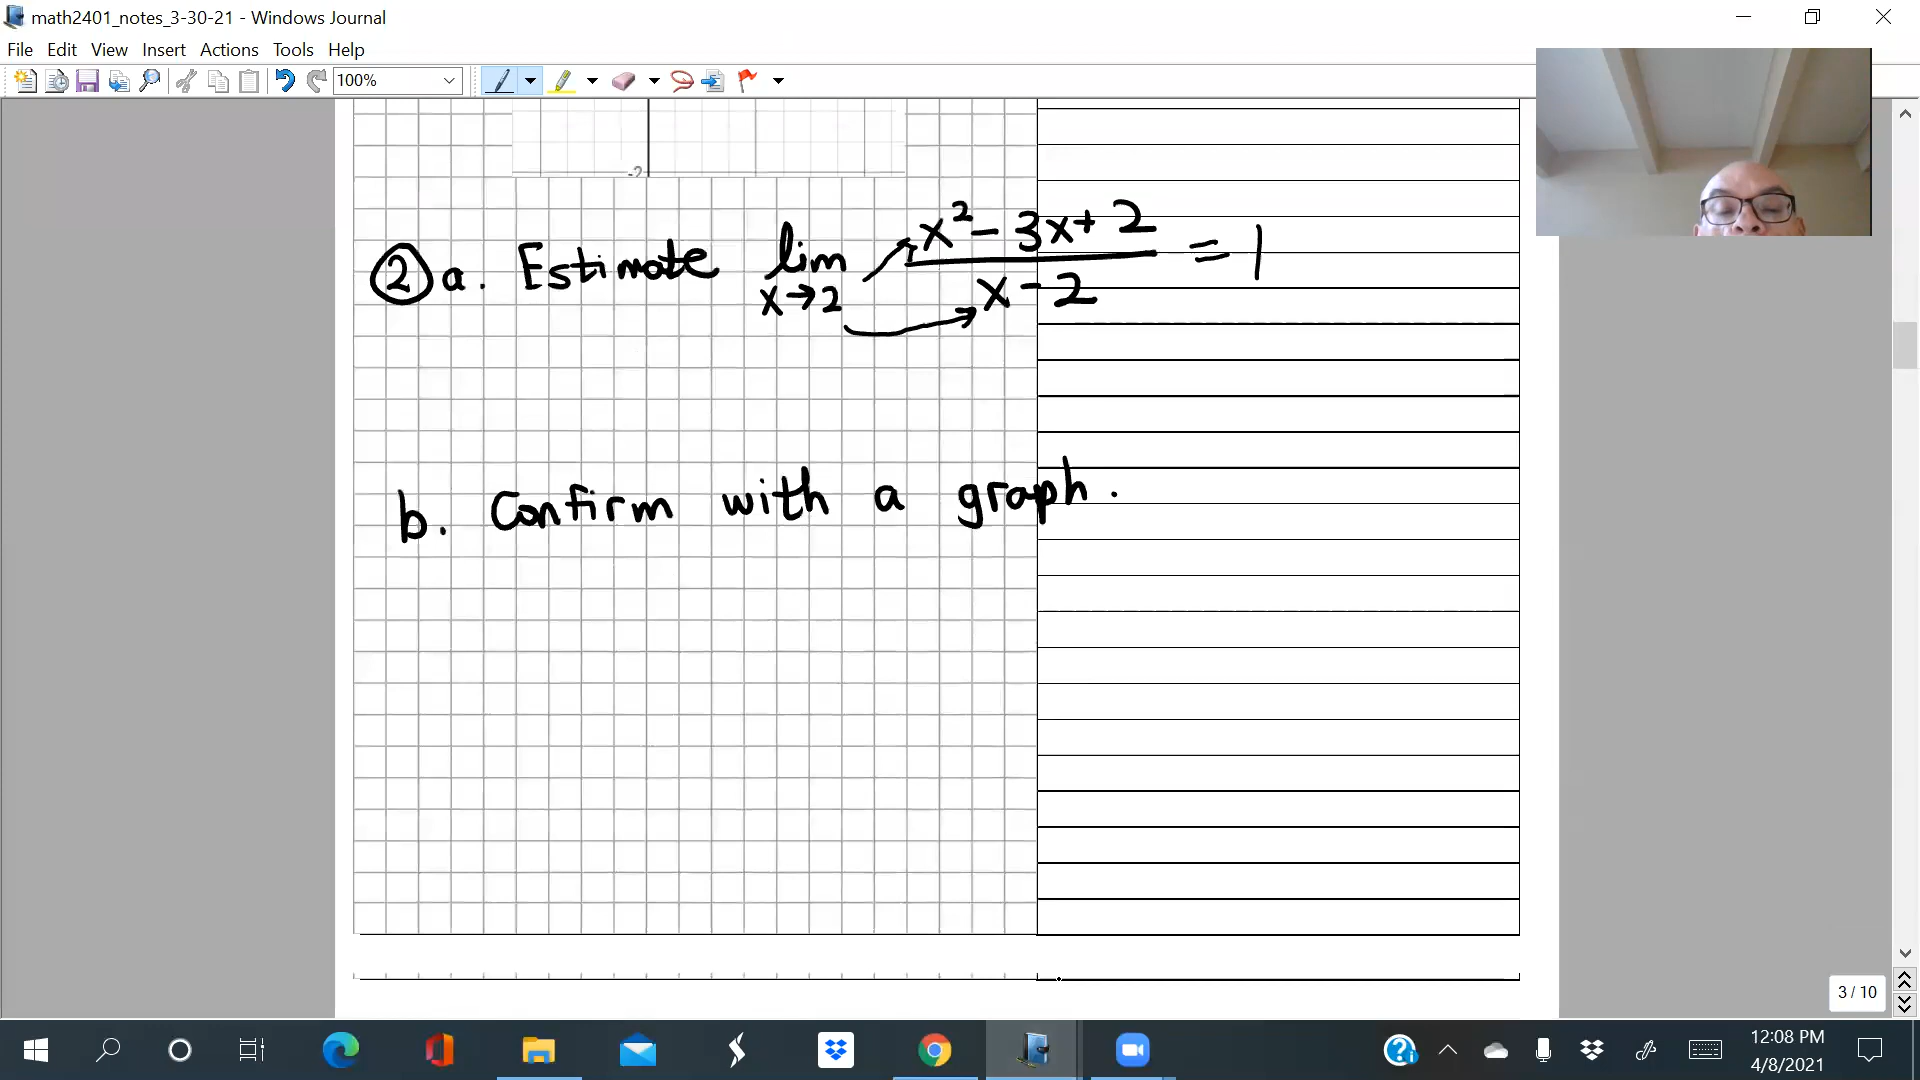 math2401_notes_3-30-21 - Windows Journal
File Edit View Insert Actions Tools Help
100%
-2
② a. Estimate lim x→2 (x² - 3x + 2)/(x - 2) = 1
b. Confirm with a graph.
3 / 10
12:08 PM
4/8/2021